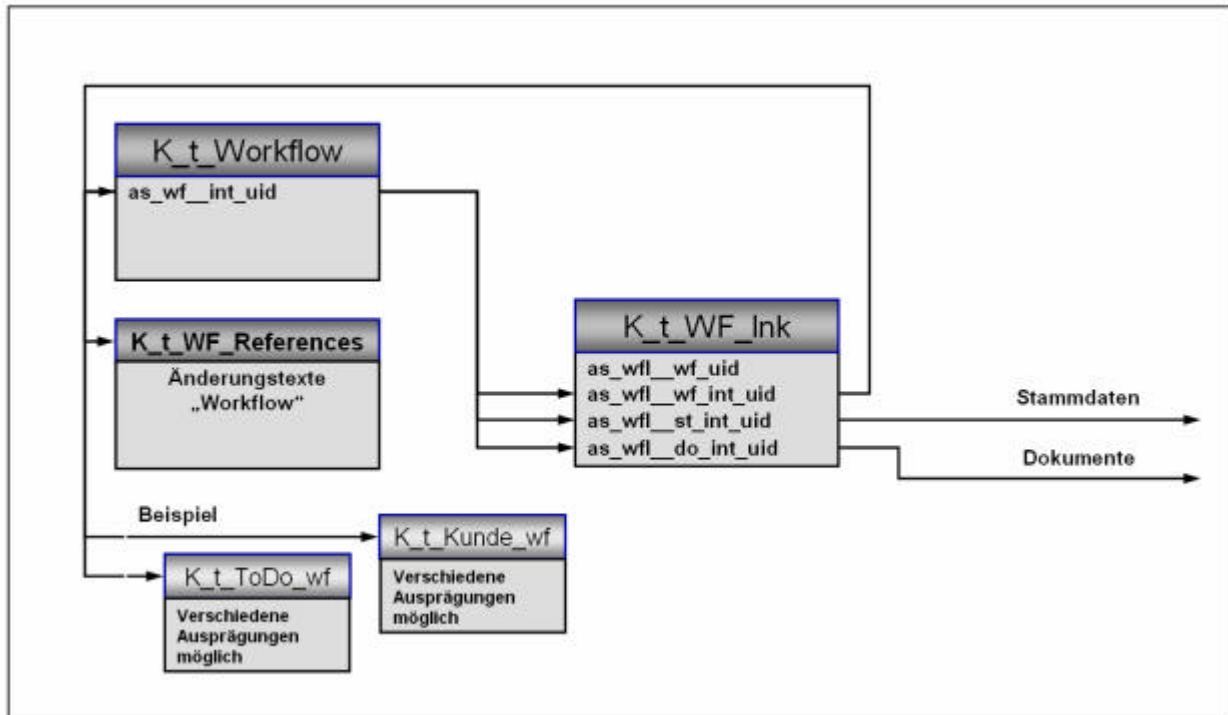 K_t_Workflow
as_wf__int_uid
K_t_WF_References
Änderungstexte
„Workflow“
K_t_WF_lnk
as_wfl__wf_uid
as_wfl__wf_int_uid
as_wfl__st_int_uid
as_wfl__do_int_uid
Stammdaten
Dokumente
Beispiel
K_t_Kunde_wf
Verschiedene
Ausprägungen
möglich
K_t_ToDo_wf
Verschiedene
Ausprägungen
möglich